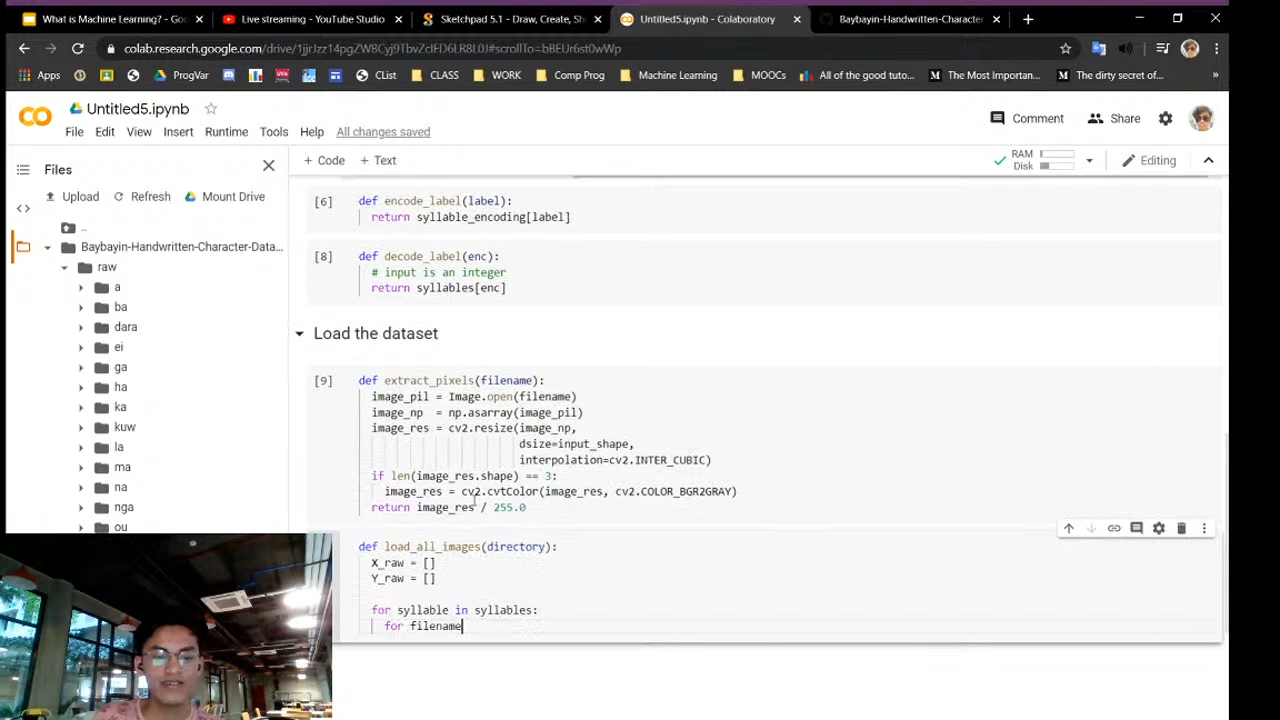 What is Machine Learning? - Go
Live streaming - YouTube Studio
Sketchpad 5.1 - Draw, Create, Sh
Untitled5.ipynb - Colaboratory
Baybayin-Handwritten-Character
colab.research.google.com/drive/1jjrJzz14pgZW8Cyj9TbvZcIFD6LR8L0J#scrollTo=bBEUr6st0wWp
Apps
ProgVar
CList
CLASS
WORK
Comp Prog
Machine Learning
MOOCs
All of the good tuto...
The Most Importan...
The dirty secret of...
Untitled5.ipynb
File Edit View Insert Runtime Tools Help All changes saved
Comment
Share
+ Code + Text
RAM
Disk
Editing
Files
Upload Refresh Mount Drive
..
Baybayin-Handwritten-Character-Data...
raw
a
ba
dara
ei
ga
ha
ka
kuw
la
ma
na
nga
ou
[6] def encode_label(label):
return syllable_encoding[label]
[8] def decode_label(enc):
# input is an integer
return syllables[enc]
Load the dataset
[9] def extract_pixels(filename):
image_pil = Image.open(filename)
image_np = np.asarray(image_pil)
image_res = cv2.resize(image_np,
dsize=input_shape,
interpolation=cv2.INTER_CUBIC)
if len(image_res.shape) == 3:
image_res = cv2.cvtColor(image_res, cv2.COLOR_BGR2GRAY)
return image_res / 255.0
def load_all_images(directory):
X_raw = []
Y_raw = []
for syllable in syllables:
for filename